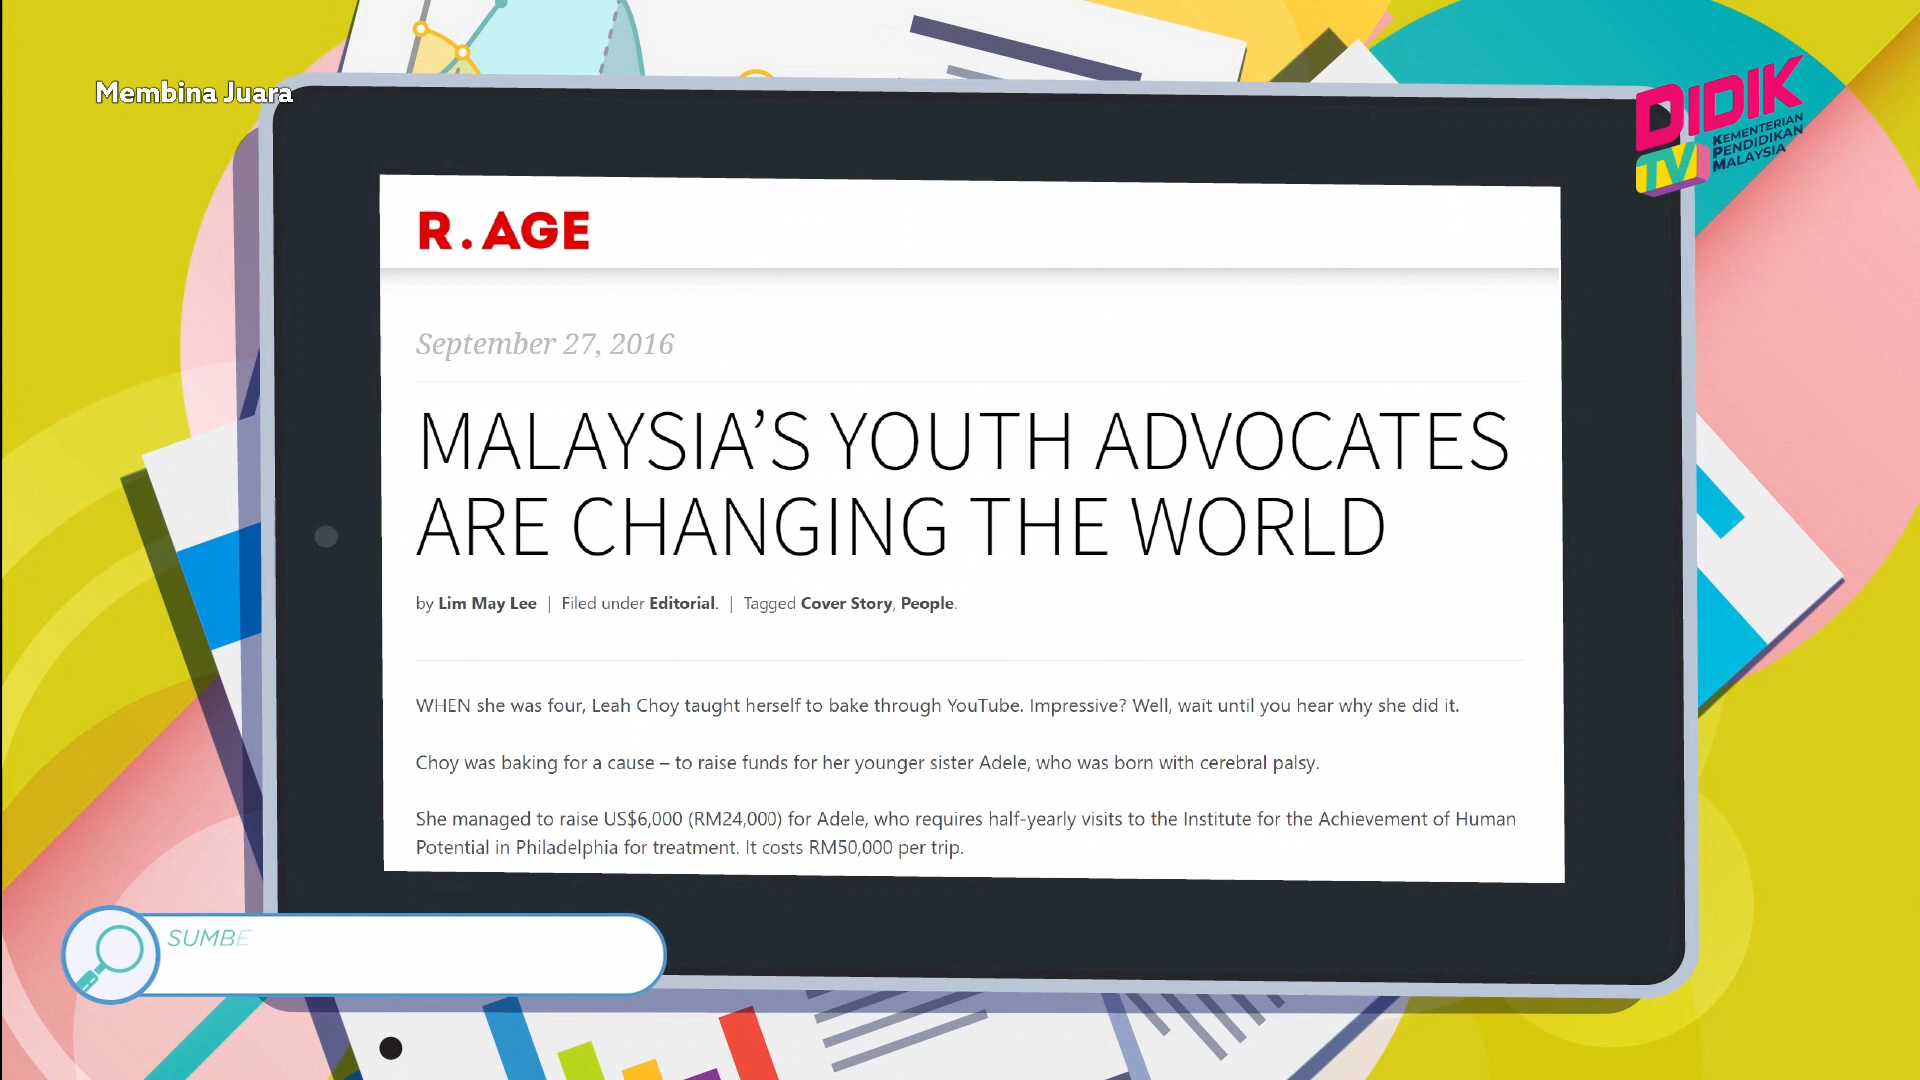 Membina Juara
DIDIK
TV
KEMENTERIAN
PENDIDIKAN
MALAYSIA
R.AGE
September 27, 2016
MALAYSIA’S YOUTH ADVOCATES
ARE CHANGING THE WORLD
by Lim May Lee | Filed under Editorial. | Tagged Cover Story, People.
WHEN she was four, Leah Choy taught herself to bake through YouTube. Impressive? Well, wait until you hear why she did it.
Choy was baking for a cause – to raise funds for her younger sister Adele, who was born with cerebral palsy.
She managed to raise US$6,000 (RM24,000) for Adele, who requires half-yearly visits to the Institute for the Achievement of Human
Potential in Philadelphia for treatment. It costs RM50,000 per trip.
SUMBE